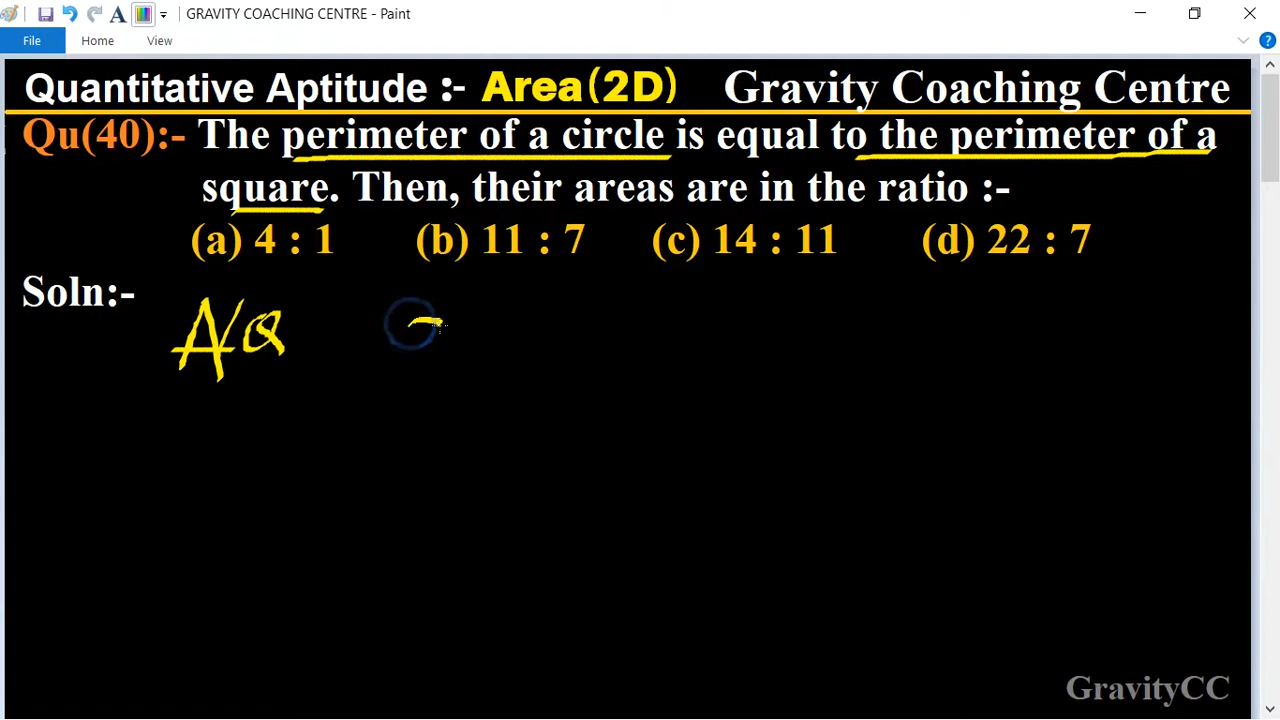 GRAVITY COACHING CENTRE - Paint
File Home View
Quantitative Aptitude :- Area(2D) Gravity Coaching Centre
Qu(40):- The perimeter of a circle is equal to the perimeter of a
square. Then, their areas are in the ratio :-
(a) 4 : 1 (b) 11 : 7 (c) 14 : 11 (d) 22 : 7
Soln:-
A/Q
GravityCC